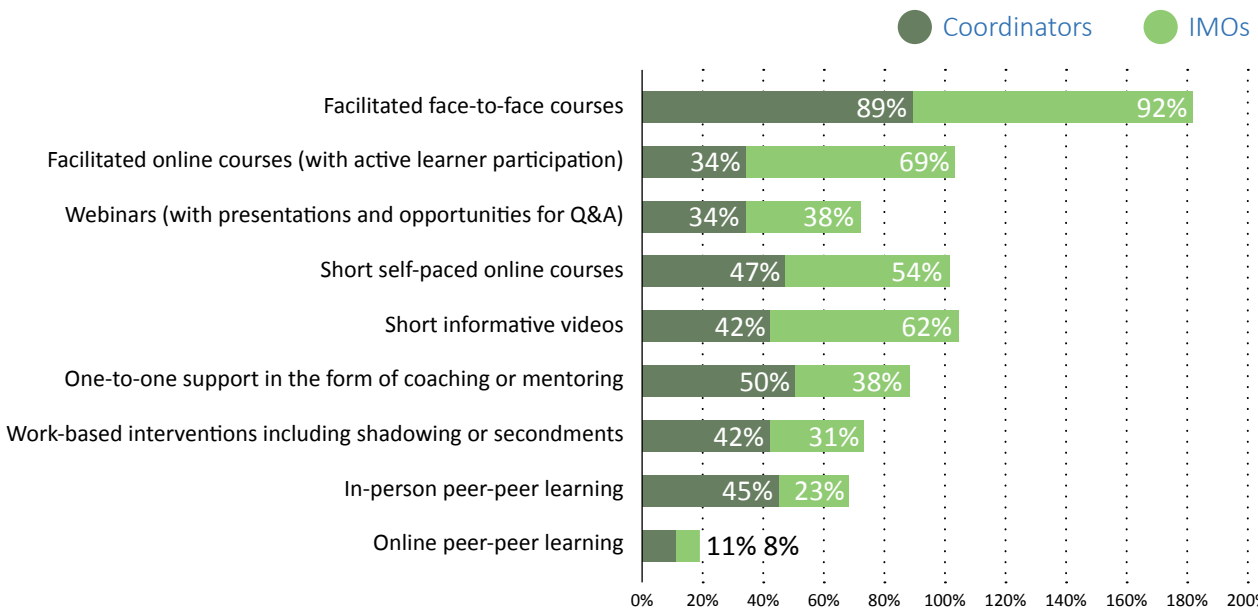 Coordinators IMOs
Facilitated face-to-face courses 89% 92%
Facilitated online courses (with active learner participation) 34% 69%
Webinars (with presentations and opportunities for Q&A) 34% 38%
Short self-paced online courses 47% 54%
Short informative videos 42% 62%
One-to-one support in the form of coaching or mentoring 50% 38%
Work-based interventions including shadowing or secondments 42% 31%
In-person peer-peer learning 45% 23%
Online peer-peer learning 11% 8%
0% 20% 40% 60% 80% 100% 120% 140% 160% 180% 200%